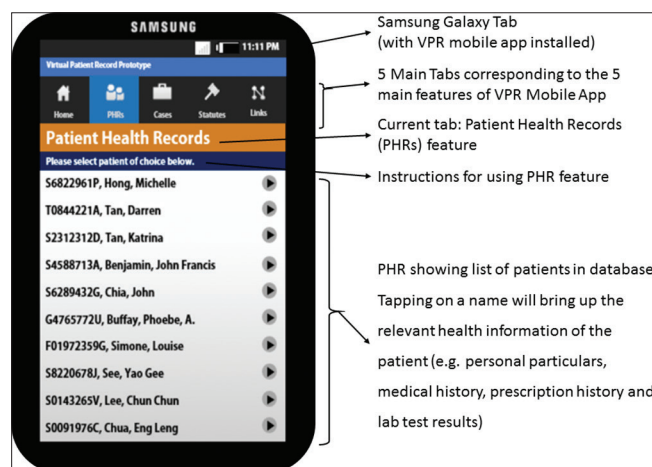 SAMSUNG
11:11 PM
Virtual Patient Record Prototype
Home PHRs Cases Statutes Links
Patient Health Records
Please select patient of choice below.
S6822961P, Hong, Michelle
T0844221A, Tan, Darren
S2312312D, Tan, Katrina
S4588713A, Benjamin, John Francis
S6289432G, Chia, John
G4765772U, Buffay, Phoebe, A.
F01972359G, Simone, Louise
S8220678J, See, Yao Gee
S0143265V, Lee, Chun Chun
S0091976C, Chua, Eng Leng
Samsung Galaxy Tab
(with VPR mobile app installed)
5 Main Tabs corresponding to the 5
main features of VPR Mobile App
Current tab: Patient Health Records
(PHRs) feature
Instructions for using PHR feature
PHR showing list of patients in database
Tapping on a name will bring up the
relevant health information of the
patient (e.g. personal particulars,
medical history, prescription history and
lab test results)